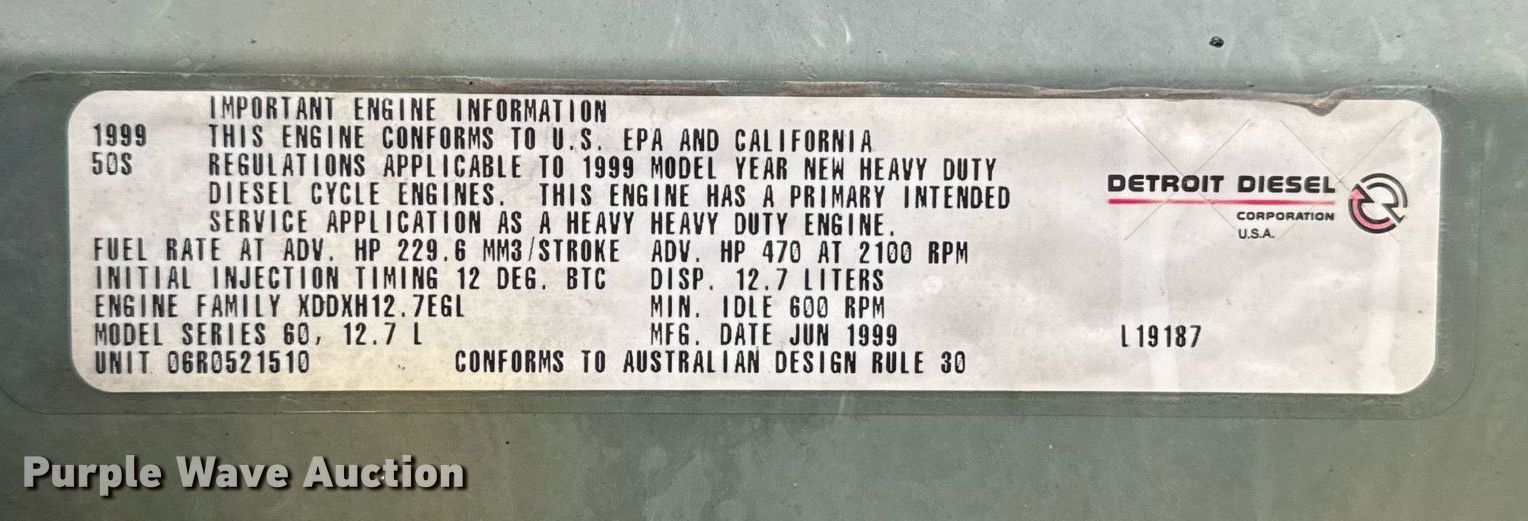 IMPORTANT ENGINE INFORMATION
1999 THIS ENGINE CONFORMS TO U.S. EPA AND CALIFORNIA
50S REGULATIONS APPLICABLE TO 1999 MODEL YEAR NEW HEAVY DUTY
DIESEL CYCLE ENGINES. THIS ENGINE HAS A PRIMARY INTENDED
SERVICE APPLICATION AS A HEAVY HEAVY DUTY ENGINE.
FUEL RATE AT ADV. HP 229.6 MM3/STROKE ADV. HP 470 AT 2100 RPM
INITIAL INJECTION TIMING 12 DEG. BTC DISP. 12.7 LITERS
ENGINE FAMILY XDDXH12.7EGL MIN. IDLE 600 RPM
MODEL SERIES 60, 12.7 L MFG. DATE JUN 1999 L19187
UNIT 06R0521510 CONFORMS TO AUSTRALIAN DESIGN RULE 30
DETROIT DIESEL
CORPORATION
U.S.A.
Purple Wave Auction